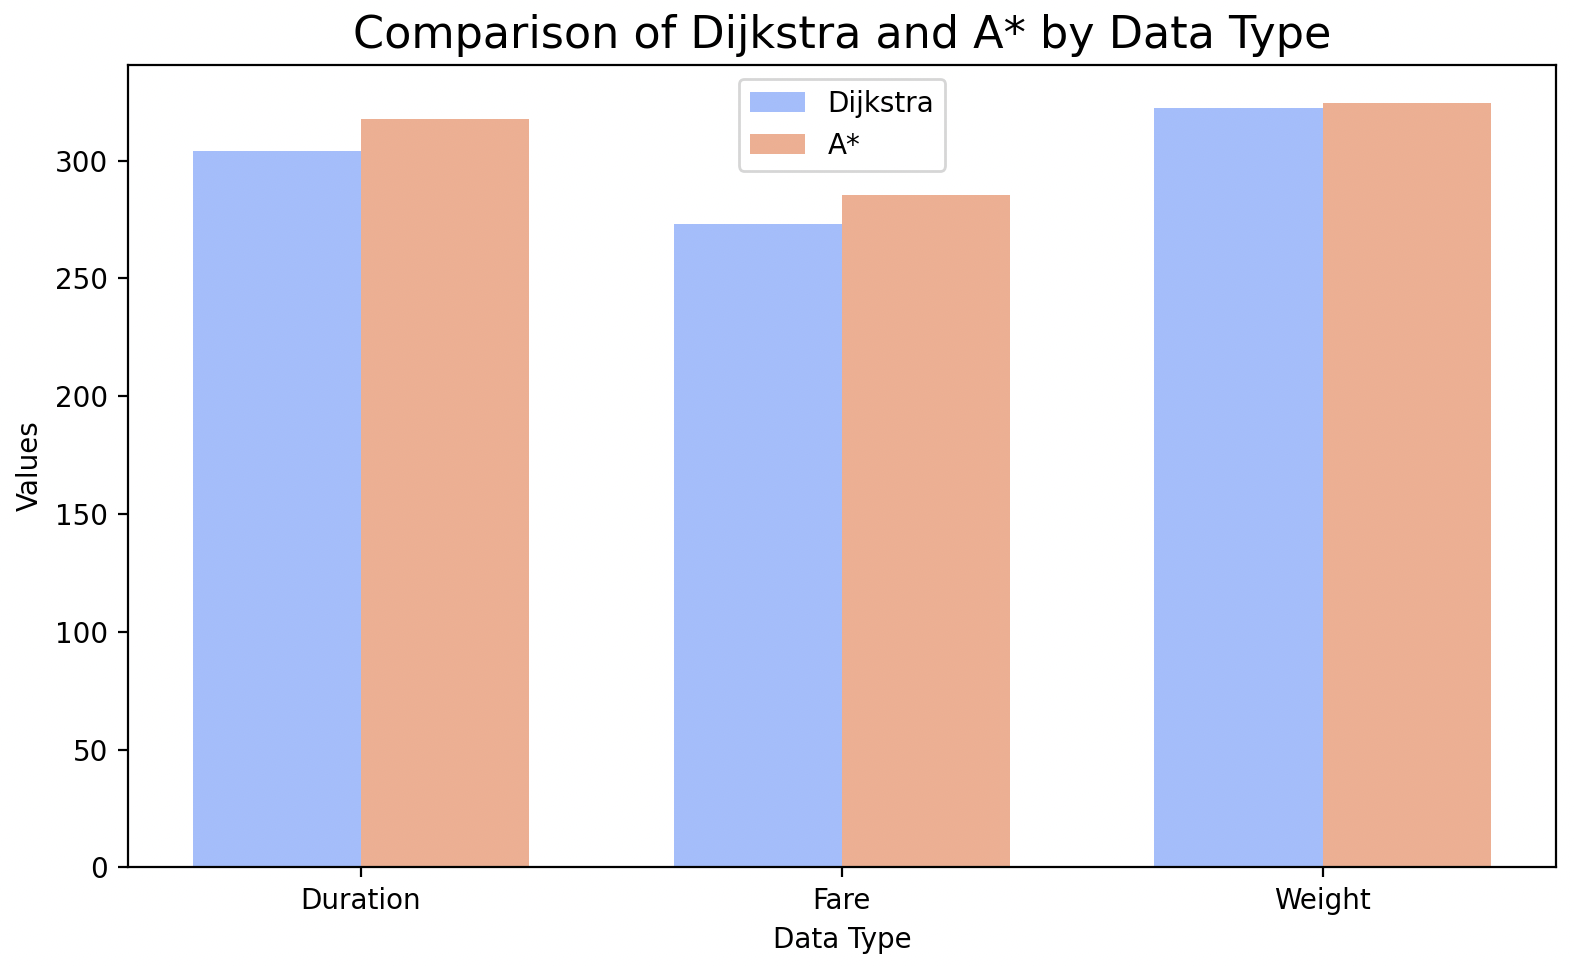 Comparison of Dijkstra and A* by Data Type
Dijkstra
A*
300
250
200
150
100
50
0
Values
Duration
Fare
Weight
Data Type